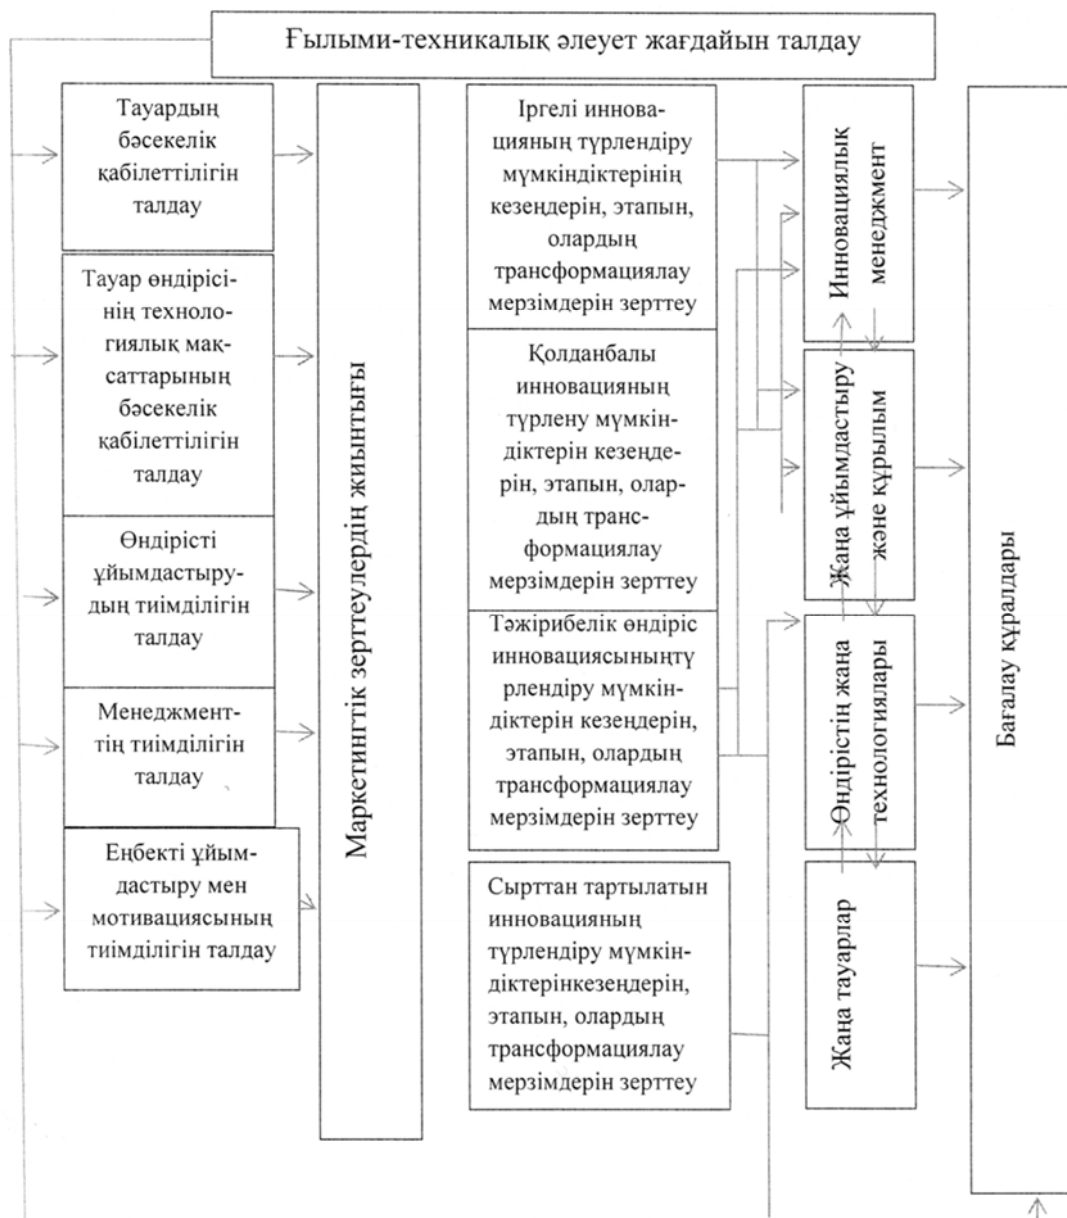 Ғылыми-техникалық әлеует жағдайын талдау
Тауардың
бәсекелік
қабілеттілігін
талдау
Тауар өндірісі-
нің техноло-
гиялық мақ-
саттарының
бәсекелік
қабілеттілігін
талдау
Өндірісті
ұйымдастыру-
дың тиімділігін
талдау
Менеджмент-
тің тиімділігін
талдау
Еңбекті ұйым-
дастыру мен
мотивациясының
тиімділігін талдау
Маркетингтік зерттеулердің жиынтығы
Іргелі иннова-
цияның түрлендіру
мүмкіндіктерінің
кезеңдерін, этапын,
олардың
трансформациялау
мерзімдерін зерттеу
Қолданбалы
инновацияның
түрлену мүмкін-
діктерін кезеңде-
рін, этапын, олар-
дың транс-
формациялау
мерзімдерін зерттеу
Тәжірибелік өндіріс
инновациясыныңтү
рлендіру мүмкін-
діктерін кезеңдерін,
этапын, олардың
трансформациялау
мерзімдерін зерттеу
Сырттан тартылатын
инновацияның
түрлендіру мүмкін-
діктерінкезеңдерін,
этапын, олардың
трансформациялау
мерзімдерін зерттеу
Инновациялық
менеджмент
Жаңа ұйымдастыру
және құрылым
Өндірістің жаңа
технологиялары
Жаңа тауарлар
Бағалау құралдары